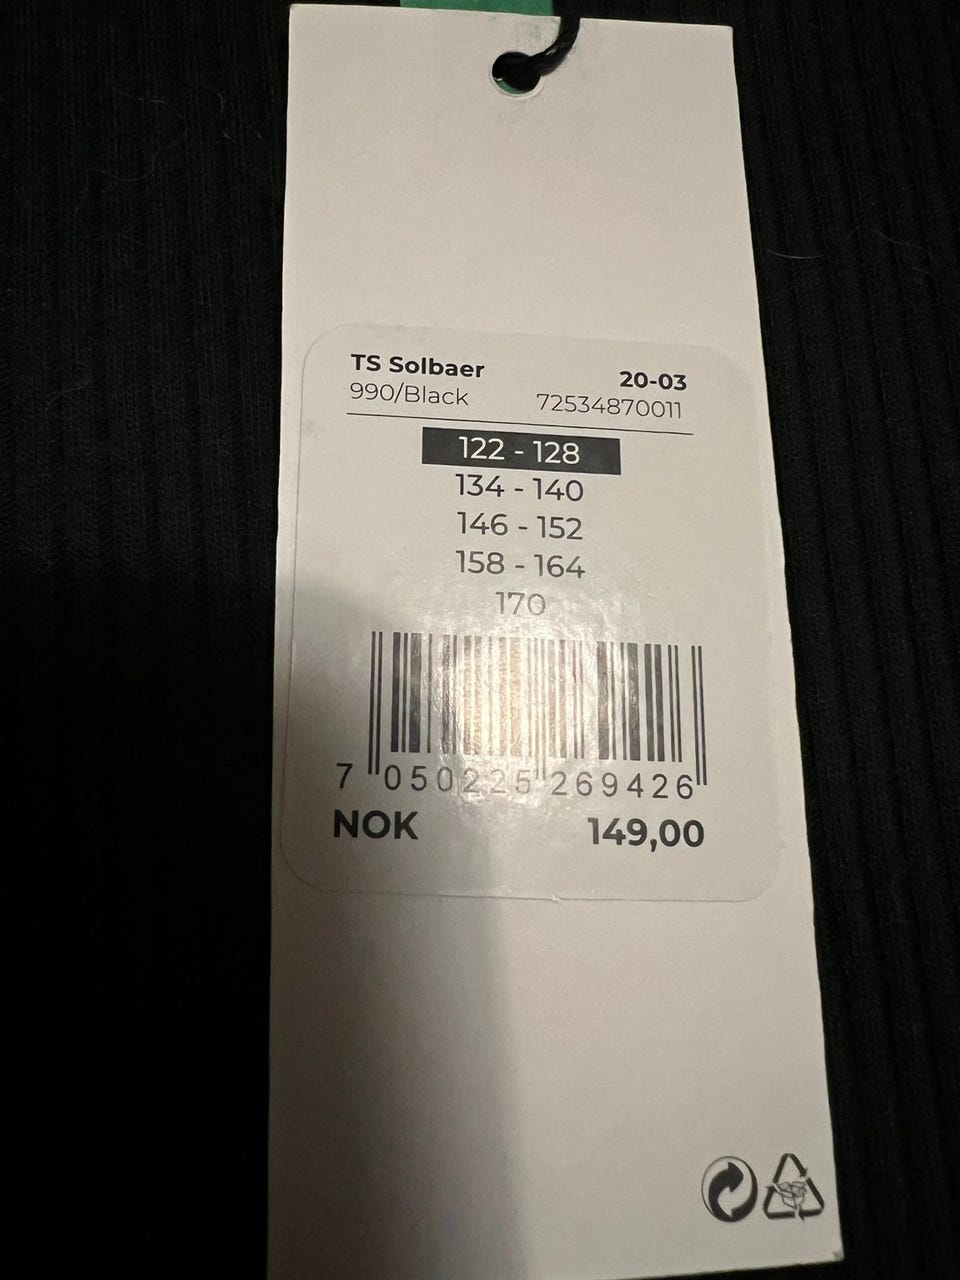 TS Solbaer 20-03
990/Black 72534870011
122 - 128
134 - 140
146 - 152
158 - 164
170
7 050225 269426
NOK 149,00